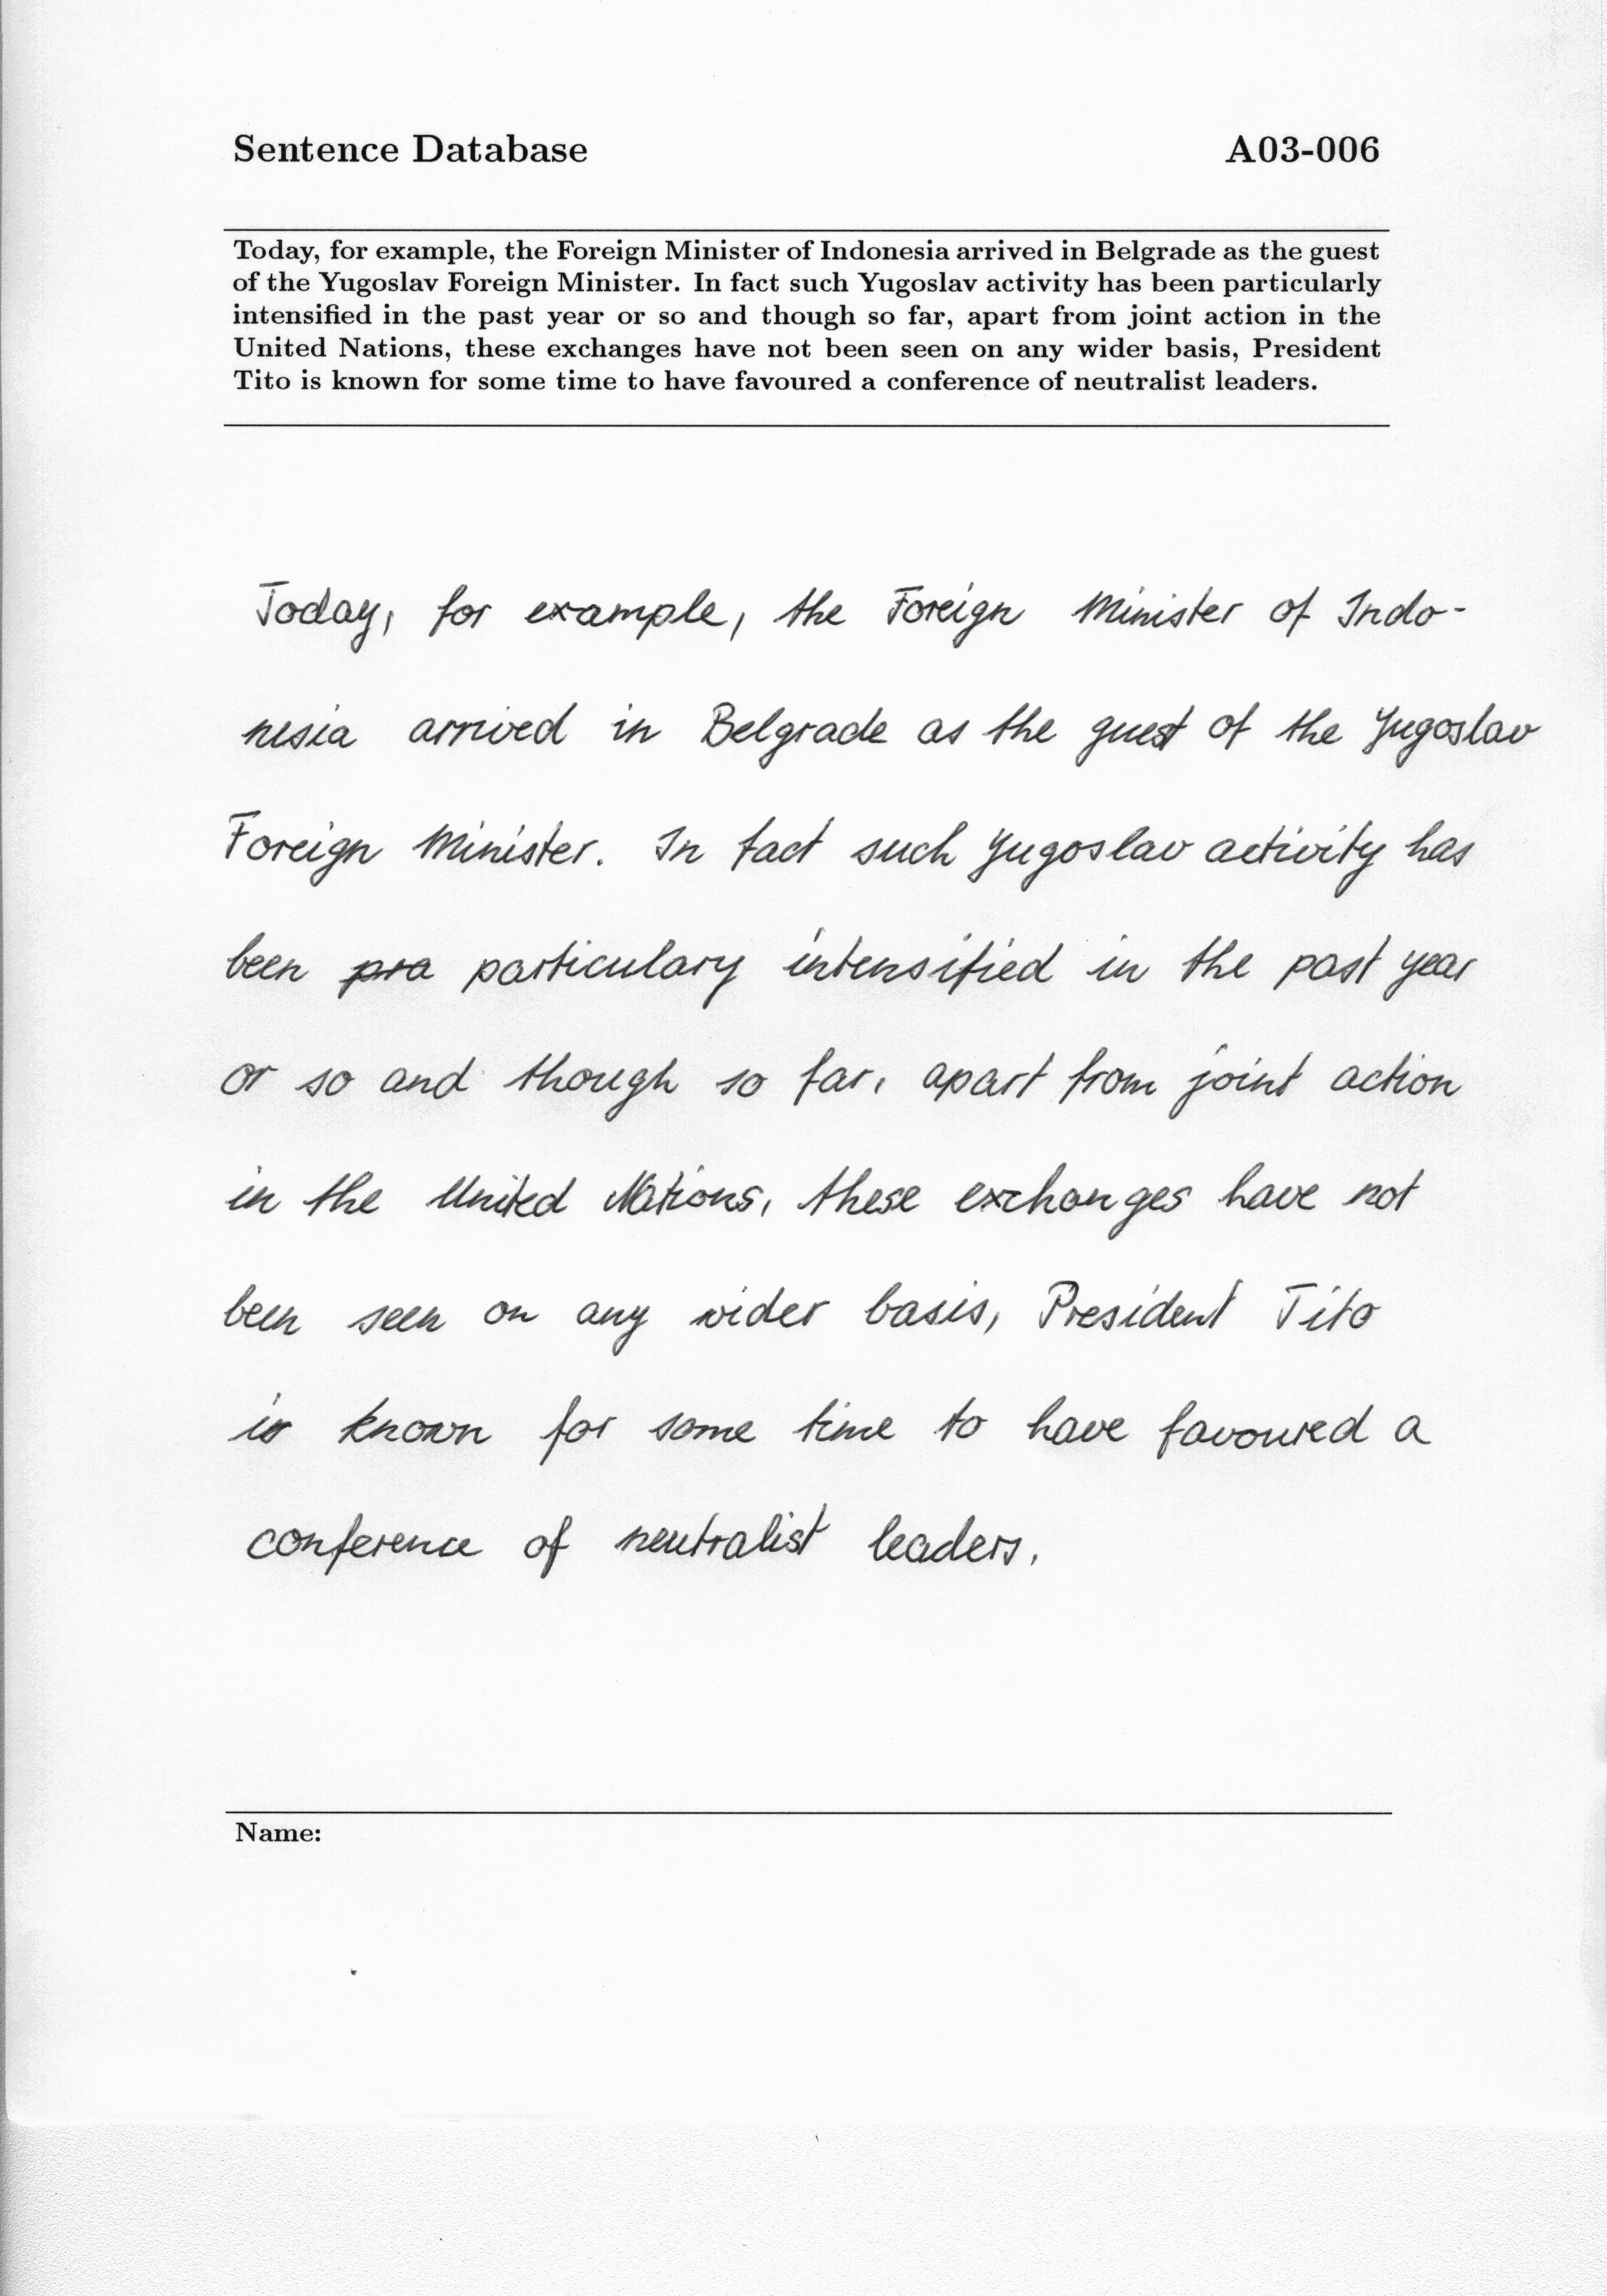 Sentence Database A03-006
Today, for example, the Foreign Minister of Indonesia arrived in Belgrade as the guest
of the Yugoslav Foreign Minister. In fact such Yugoslav activity has been particularly
intensified in the past year or so and though so far, apart from joint action in the
United Nations, these exchanges have not been seen on any wider basis, President
Tito is known for some time to have favoured a conference of neutralist leaders.
Today, for example, the Foreign Minister of Indo-
nesia arrived in Belgrade as the guest of the Yugoslav
Foreign Minister. In fact such Yugoslav activity has
been pra particulary intensified in the past year
or so and though so far, apart from joint action
in the United Nations, these exchanges have not
been seen on any wider basis, President Tito
is known for some time to have favoured a
conference of neutralist leaders.
Name: